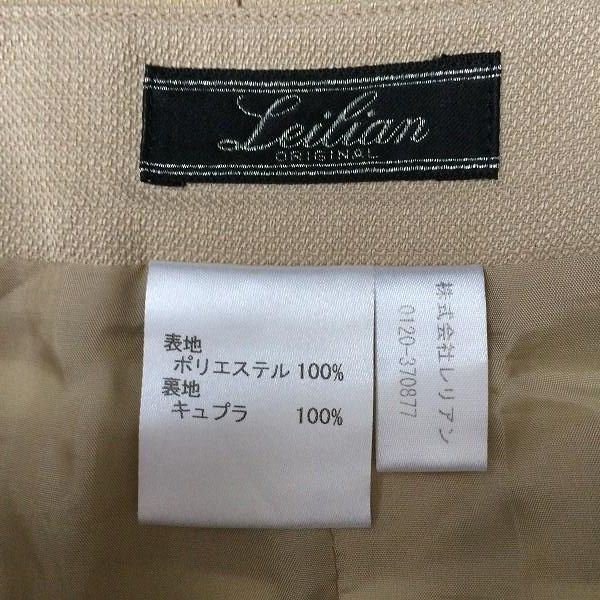 Leilian
ORIGINAL
表地
ポリエステル 100%
裏地
キュプラ 100%
株式会社レリアン
0120-370877